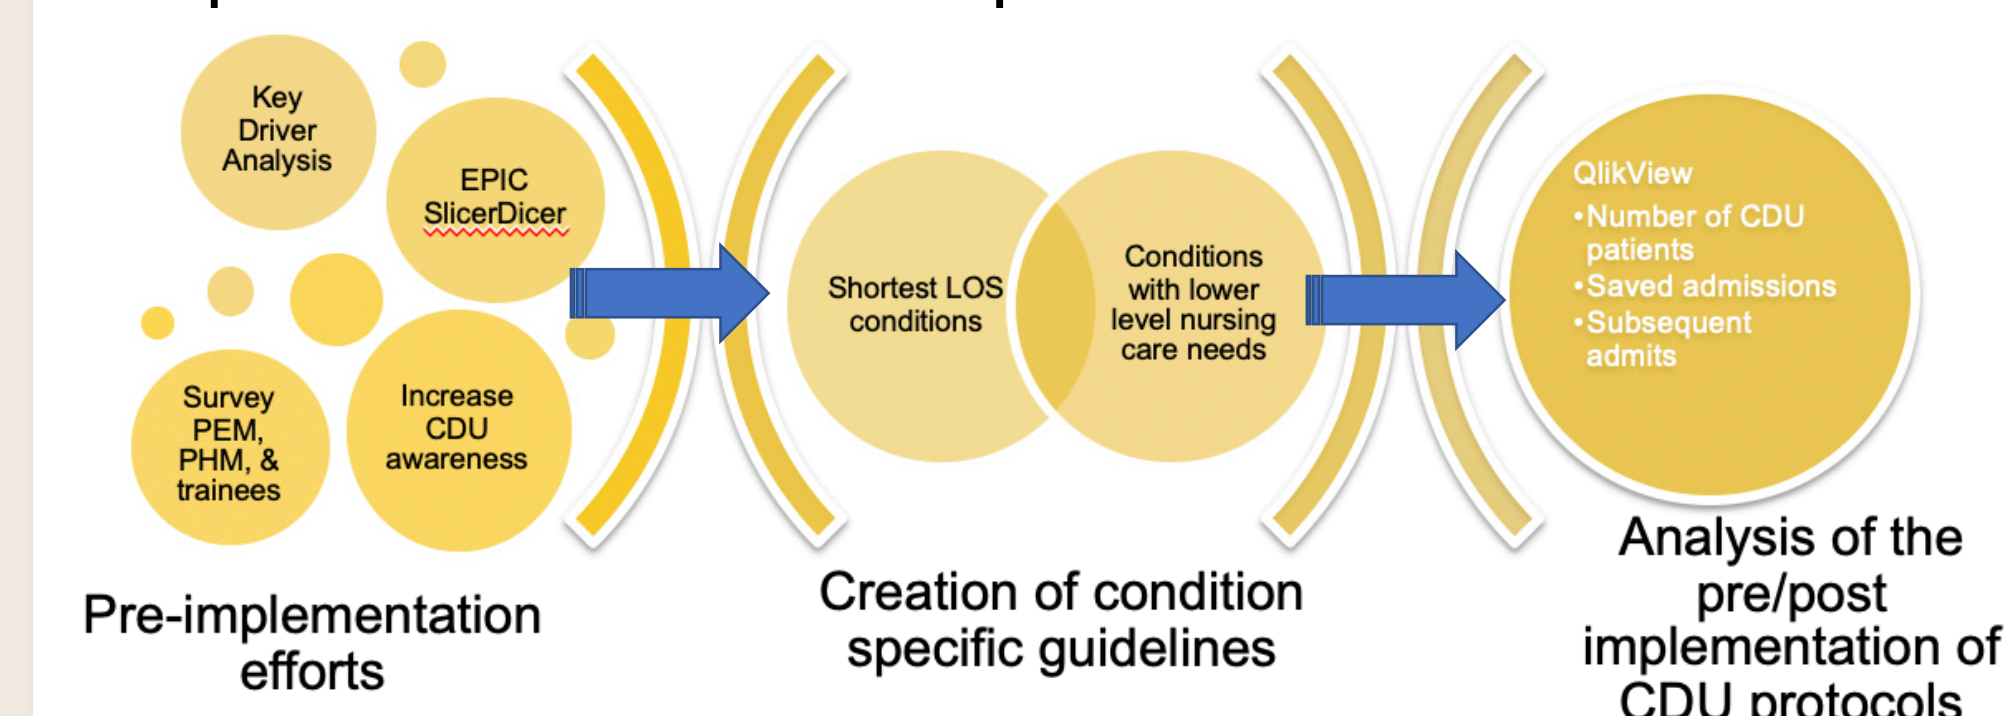 Key
Driver
Analysis
EPIC
SlicerDicer
Survey
PEM,
PHM, &
trainees
Increase
CDU
awareness
Pre-implementation
efforts
Shortest LOS
conditions
Conditions
with lower
level nursing
care needs
Creation of condition
specific guidelines
QlikView
•Number of CDU
patients
•Saved admissions
•Subsequent
admits
Analysis of the
pre/post
implementation of
CDU protocols